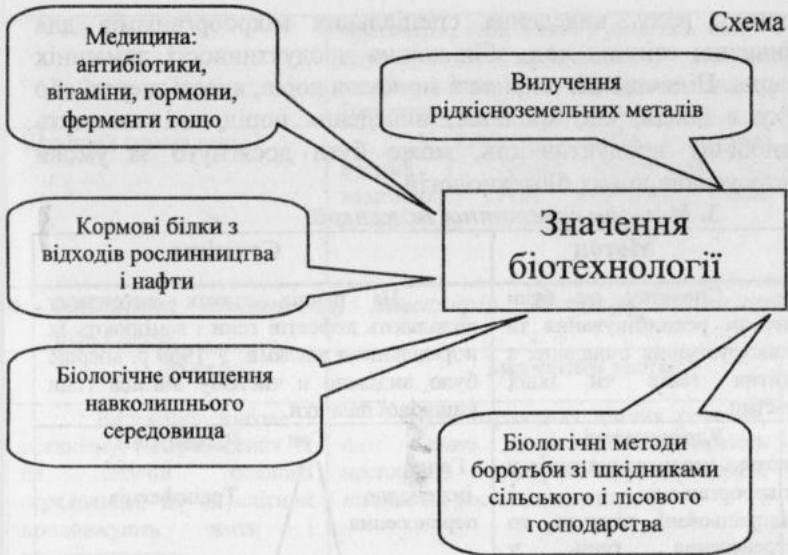 Схема
Медицина:
антибіотики,
вітаміни, гормони,
ферменти тощо
Вилучення
рідкісноземельних металів
Кормові білки з
відходів рослинництва
і нафти
Значення
біотехнології
Біологічне очищення
навколишнього
середовища
Біологічні методи
боротьби зі шкідниками
сільського і лісового
господарства